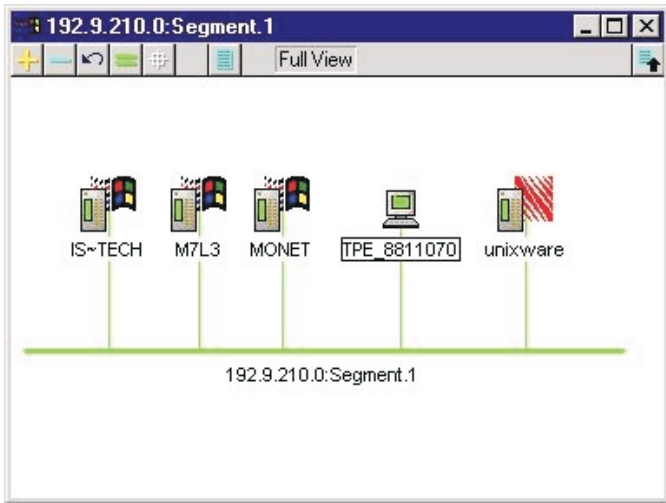 192.9.210.0:Segment.1
Full View
IS~TECH M7L3 MONET TPE_8811070 unixware
192.9.210.0:Segment.1